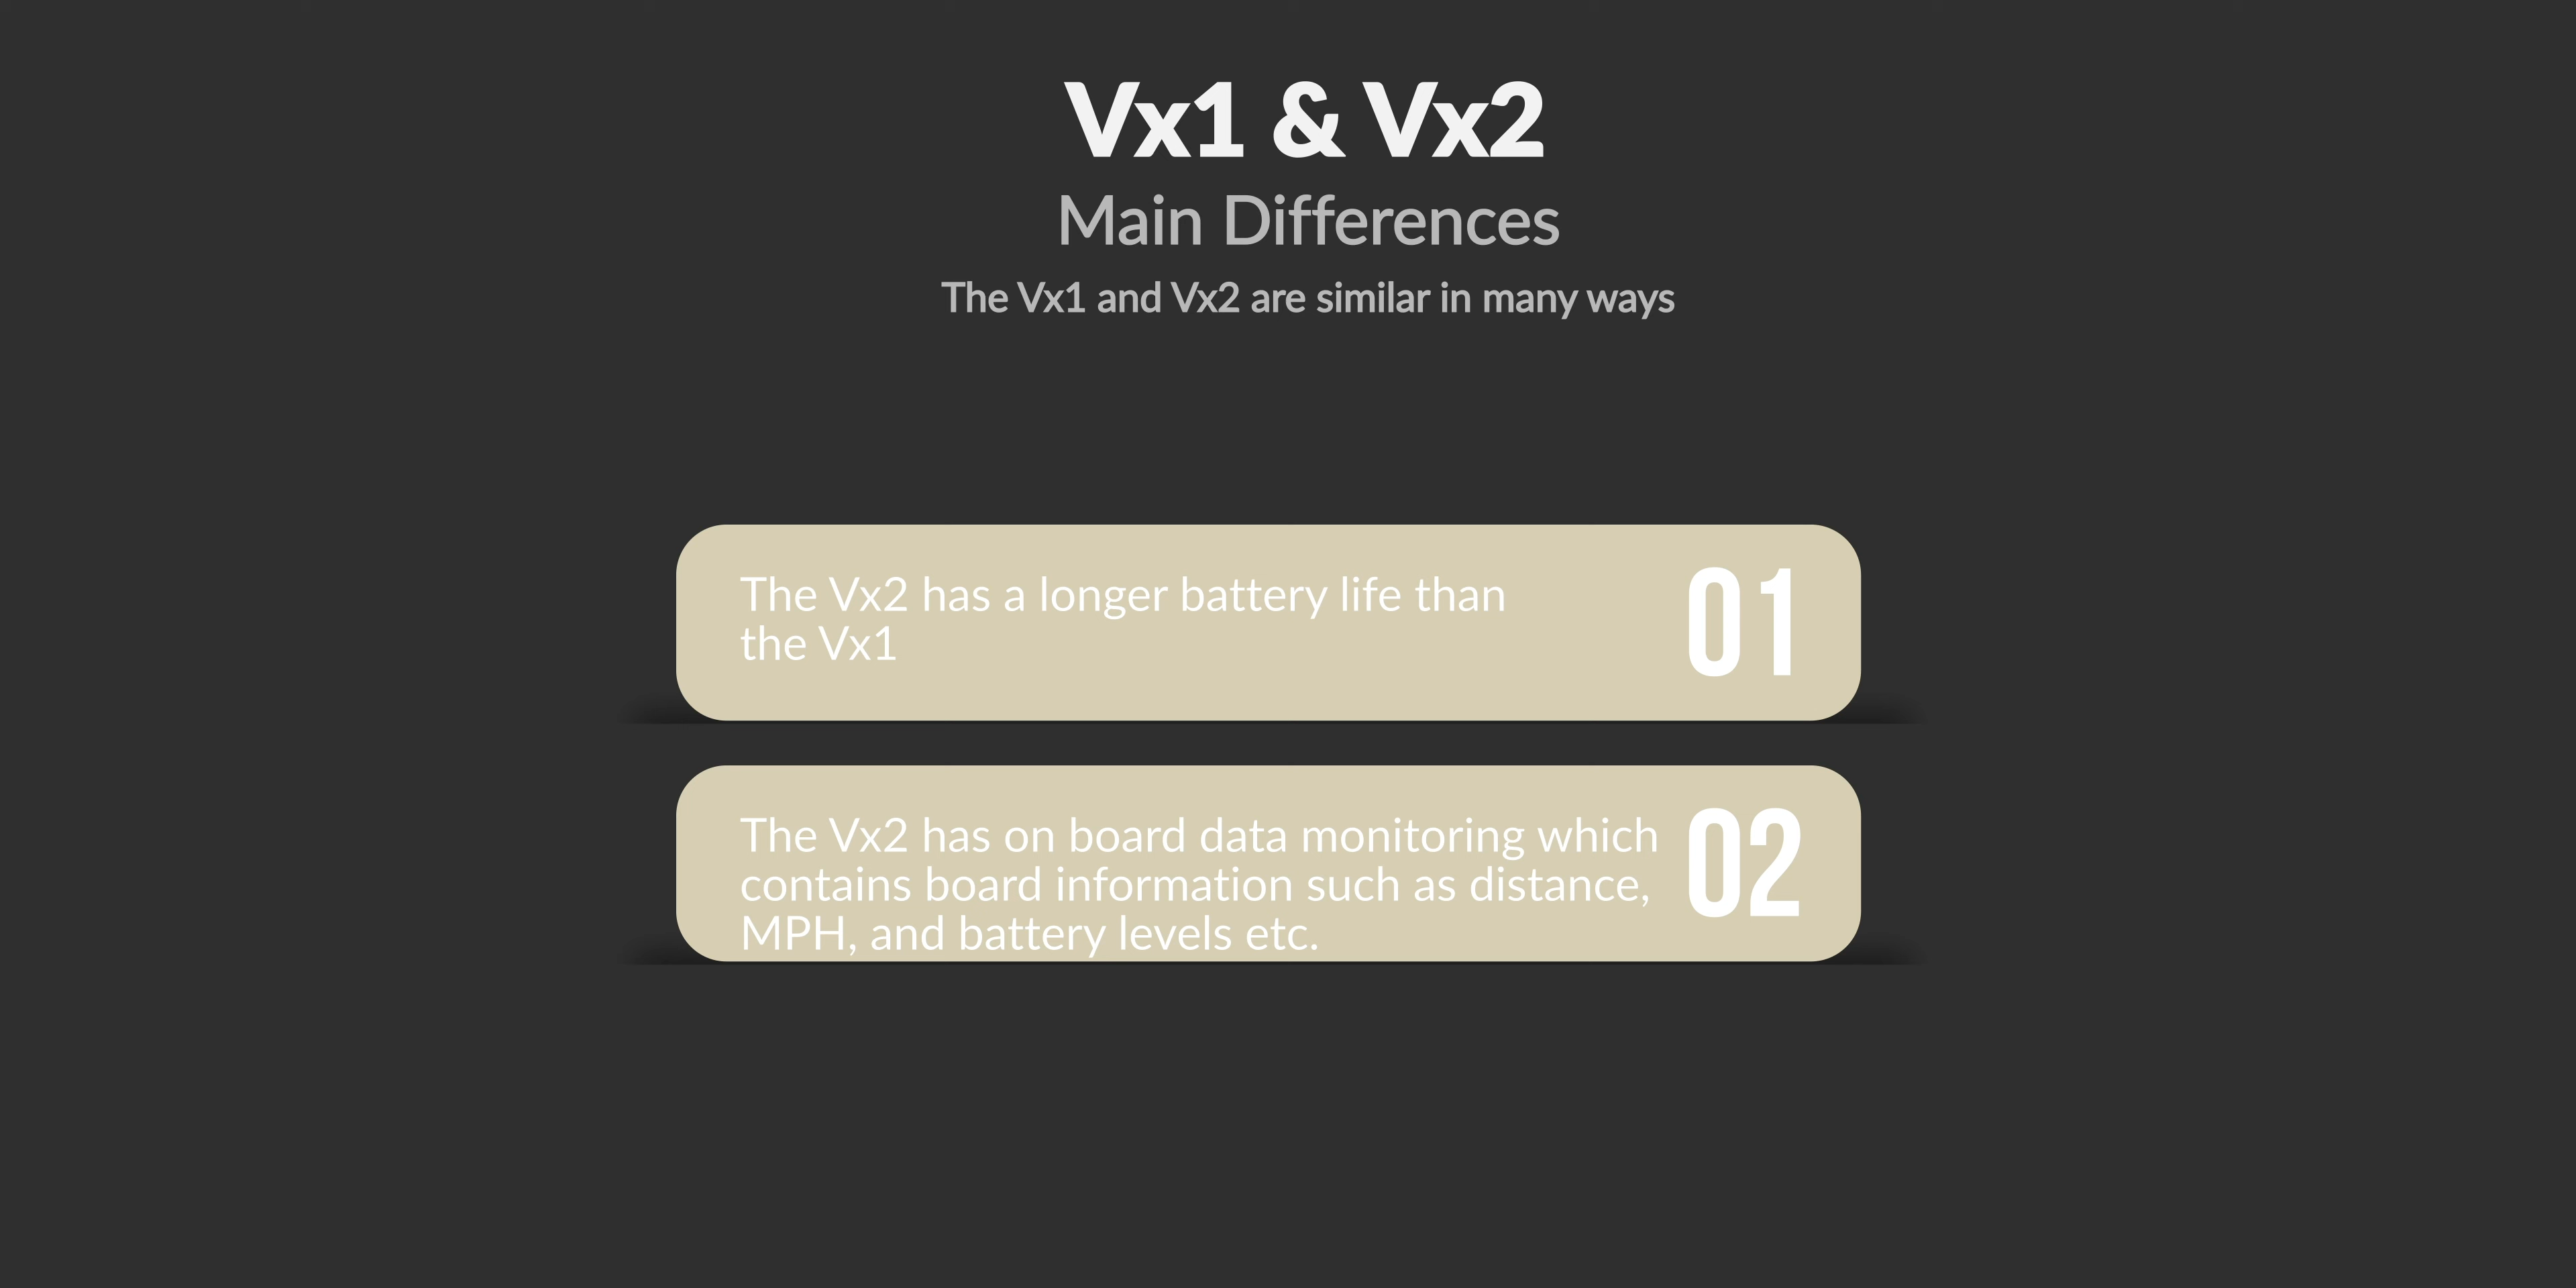 Vx1 & Vx2
Main Differences
The Vx1 and Vx2 are similar in many ways
The Vx2 has a longer battery life than
the Vx1
01
The Vx2 has on board data monitoring which
contains board information such as distance,
MPH, and battery levels etc.
02